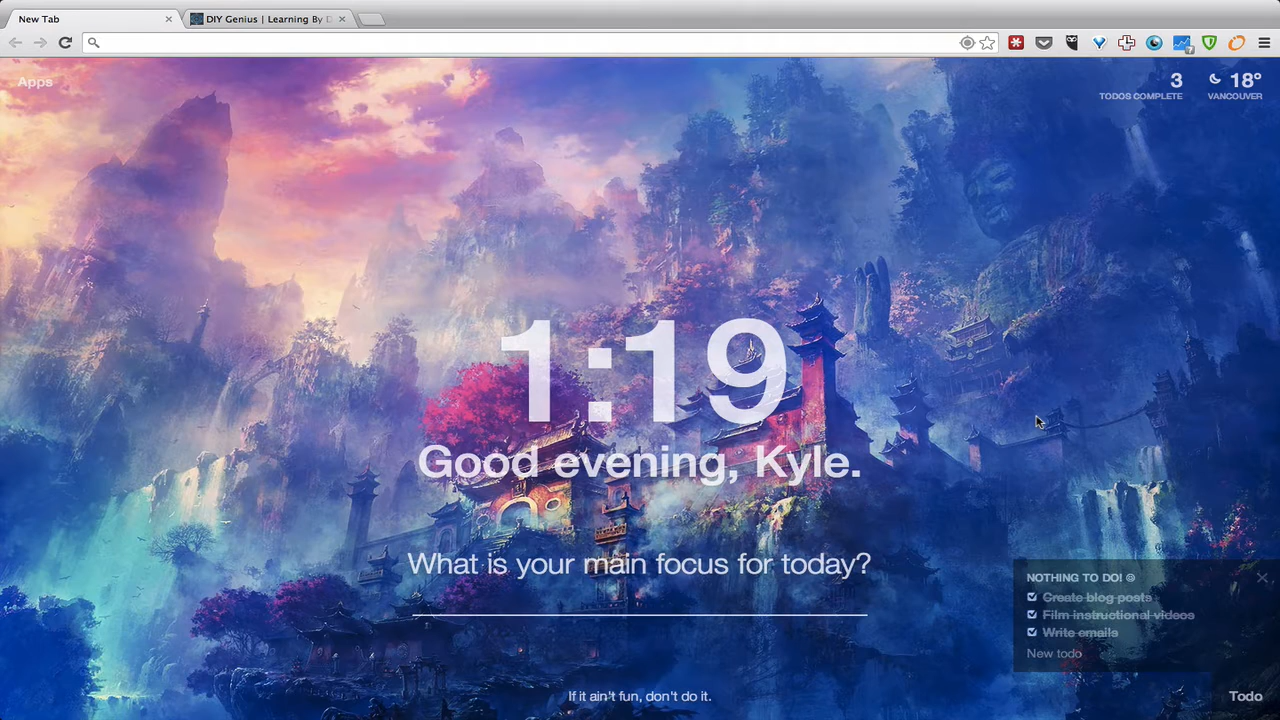 New Tab
DIY Genius | Learning By D
Apps
3
TODOS COMPLETE
18°
VANCOUVER
7
1:19
Good evening, Kyle.
What is your main focus for today?
NOTHING TO DO! ☺
Create blog posts
Film instructional videos
Write emails
New todo
If it ain't fun, don't do it.
Todo